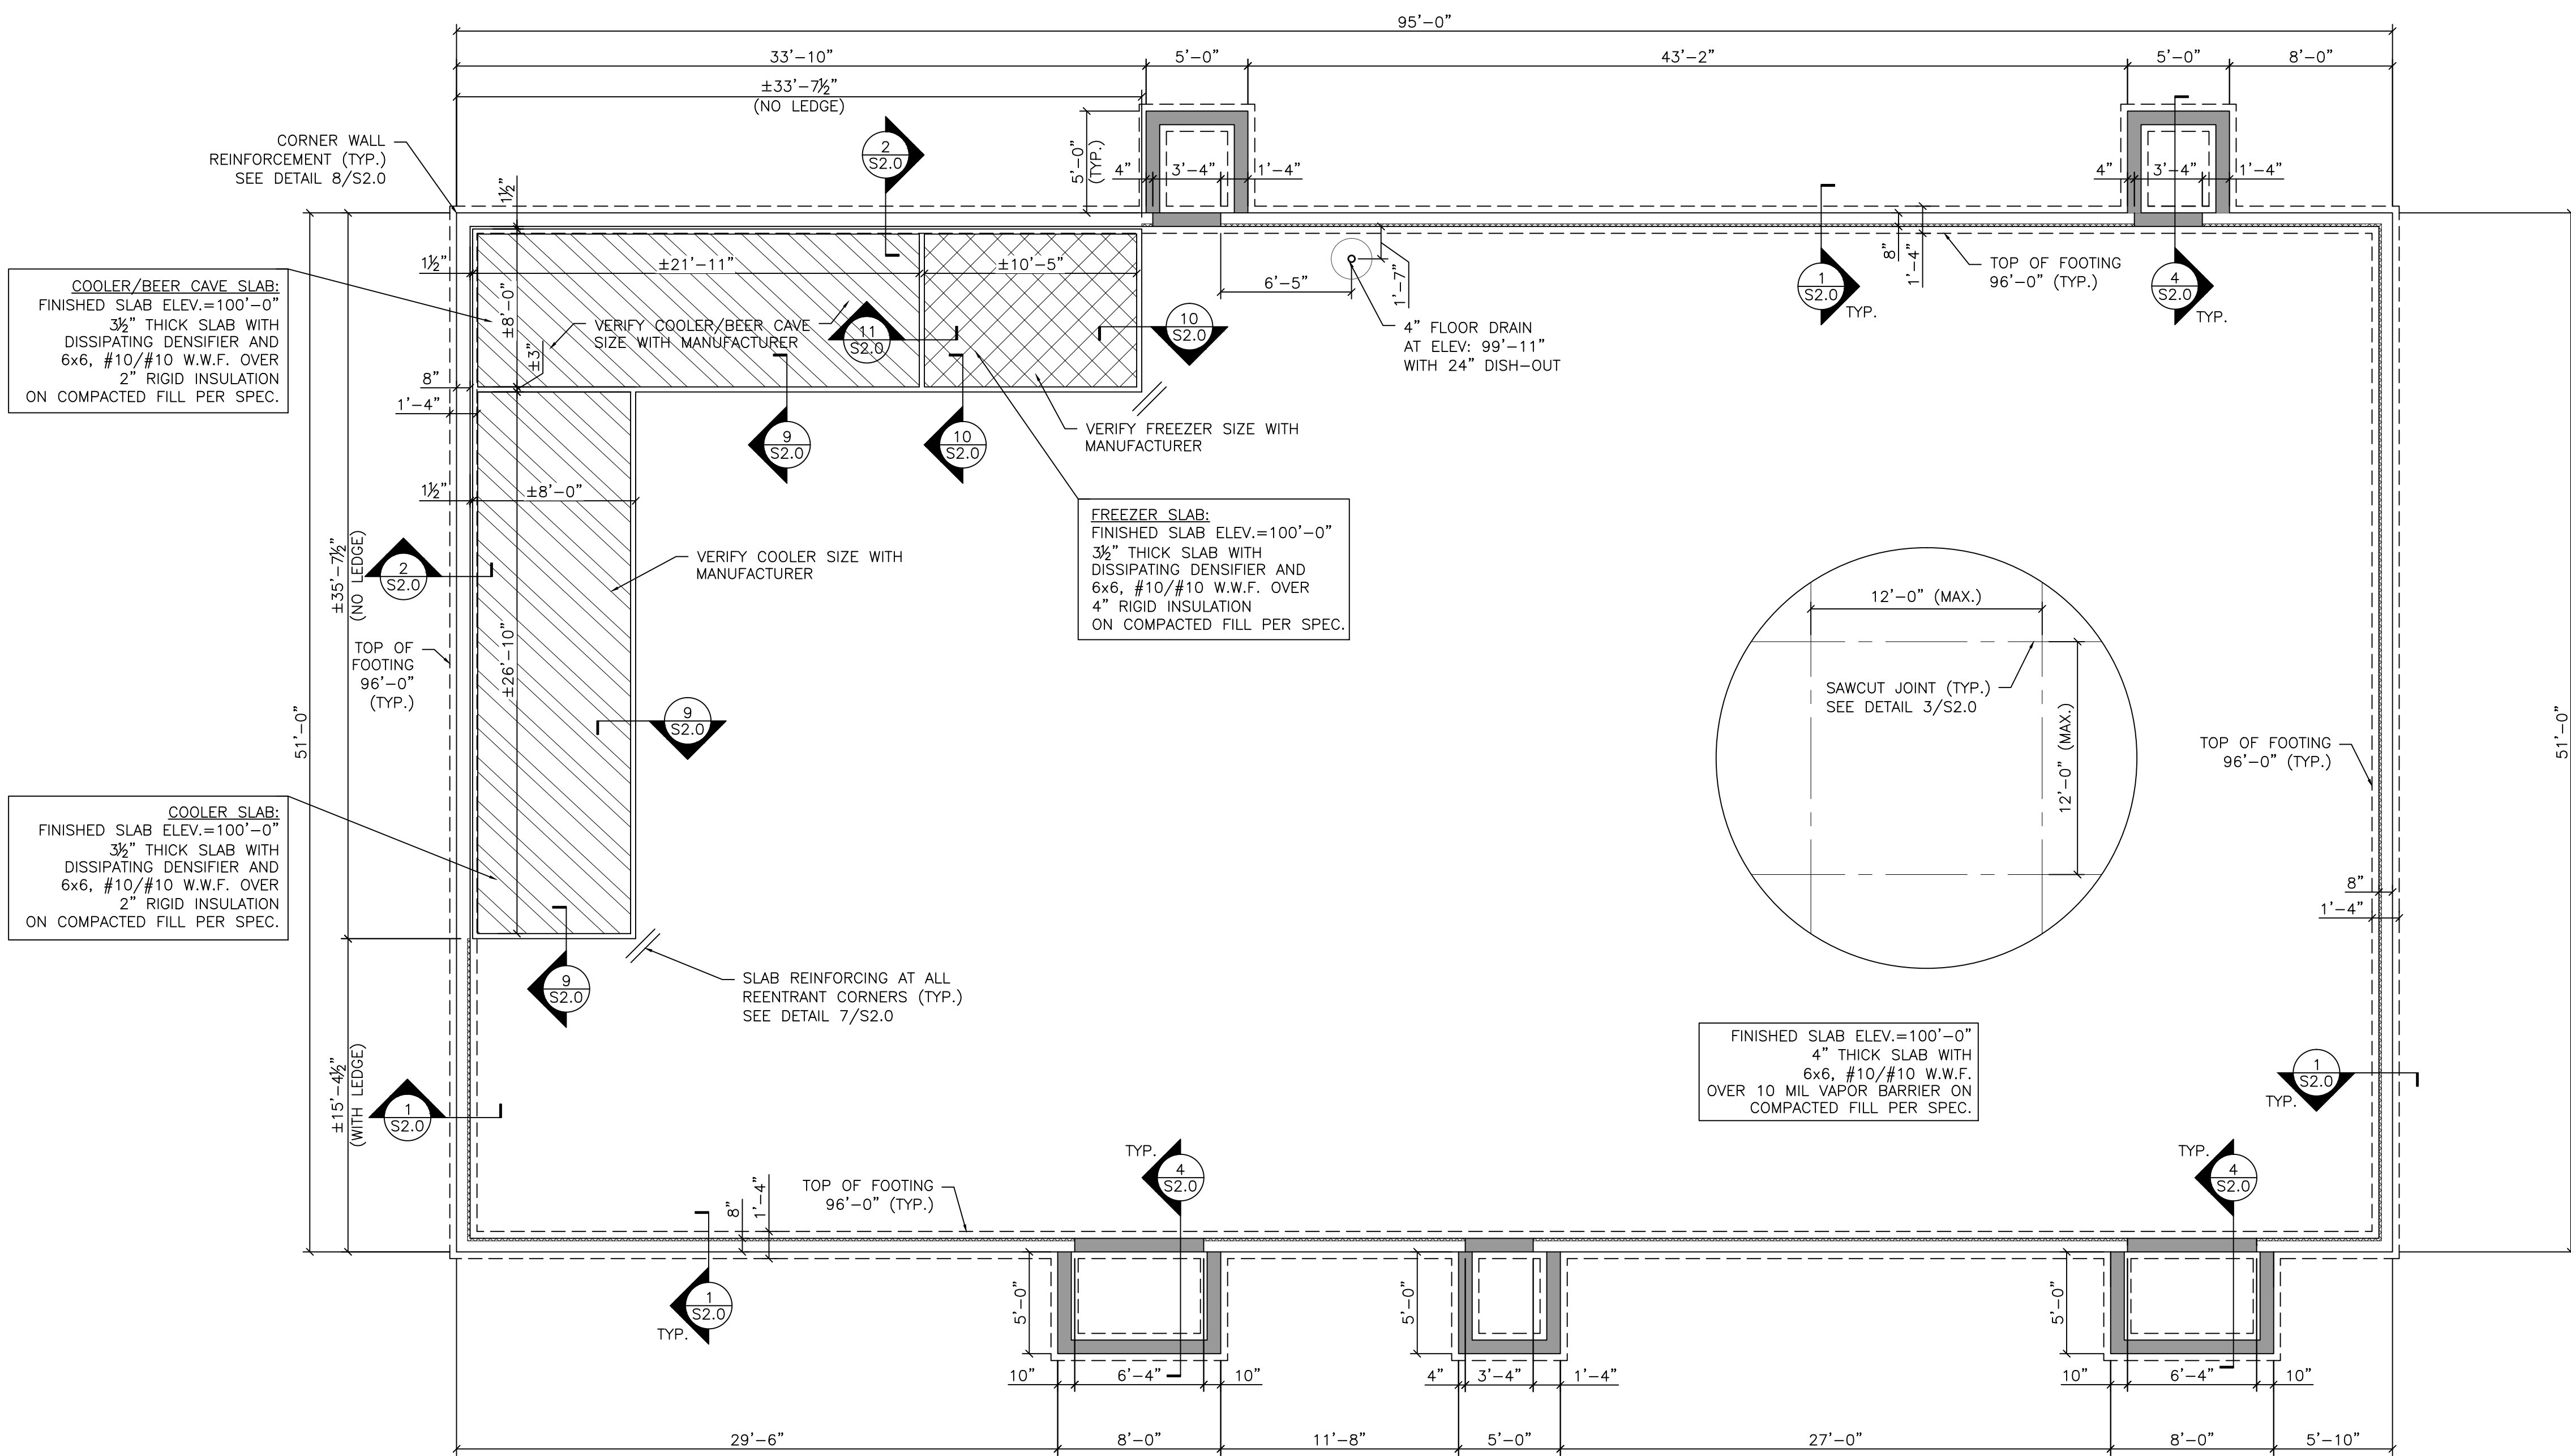 95'-0"
33'-10"
5'-0"
43'-2"
5'-0"
8'-0"
±33'-7½"
(NO LEDGE)
CORNER WALL
REINFORCEMENT (TYP.)
SEE DETAIL 8/S2.0
2
S2.0
5'-0"
(TYP.)
4"
3'-4"
1'-4"
4"
3'-4"
1'-4"
1½"
1½"
±21'-11"
±10'-5"
6'-5"
1'-7"
1
S2.0
TYP.
8"
1'-4"
TOP OF FOOTING
96'-0" (TYP.)
4
S2.0
TYP.
COOLER/BEER CAVE SLAB:
FINISHED SLAB ELEV.=100'-0"
3½" THICK SLAB WITH
DISSIPATING DENSIFIER AND
6x6, #10/#10 W.W.F. OVER
2" RIGID INSULATION
ON COMPACTED FILL PER SPEC.
±8'-0"
±3"
VERIFY COOLER/BEER CAVE
SIZE WITH MANUFACTURER
11
S2.0
10
S2.0
4" FLOOR DRAIN
AT ELEV: 99'-11"
WITH 24" DISH-OUT
8"
1'-4"
9
S2.0
10
S2.0
VERIFY FREEZER SIZE WITH
MANUFACTURER
1½"
±8'-0"
FREEZER SLAB:
FINISHED SLAB ELEV.=100'-0"
3½" THICK SLAB WITH
DISSIPATING DENSIFIER AND
6x6, #10/#10 W.W.F. OVER
4" RIGID INSULATION
ON COMPACTED FILL PER SPEC.
±35'-7½"
(NO LEDGE)
2
S2.0
VERIFY COOLER SIZE WITH
MANUFACTURER
12'-0" (MAX.)
TOP OF
FOOTING
96'-0"
(TYP.)
±26'-10"
SAWCUT JOINT (TYP.)
SEE DETAIL 3/S2.0
12'-0" (MAX.)
51'-0"
9
S2.0
TOP OF FOOTING
96'-0" (TYP.)
51'-0"
COOLER SLAB:
FINISHED SLAB ELEV.=100'-0"
3½" THICK SLAB WITH
DISSIPATING DENSIFIER AND
6x6, #10/#10 W.W.F. OVER
2" RIGID INSULATION
ON COMPACTED FILL PER SPEC.
8"
1'-4"
9
S2.0
SLAB REINFORCING AT ALL
REENTRANT CORNERS (TYP.)
SEE DETAIL 7/S2.0
±15'-4½"
(WITH LEDGE)
1
S2.0
FINISHED SLAB ELEV.=100'-0"
4" THICK SLAB WITH
6x6, #10/#10 W.W.F.
OVER 10 MIL VAPOR BARRIER ON
COMPACTED FILL PER SPEC.
1
S2.0
TYP.
TYP.
4
S2.0
TYP.
4
S2.0
TOP OF FOOTING
96'-0" (TYP.)
8"
1'-4"
1
S2.0
TYP.
5'-0"
5'-0"
5'-0"
10"
6'-4"
10"
4"
3'-4"
1'-4"
10"
6'-4"
10"
29'-6"
8'-0"
11'-8"
5'-0"
27'-0"
8'-0"
5'-10"